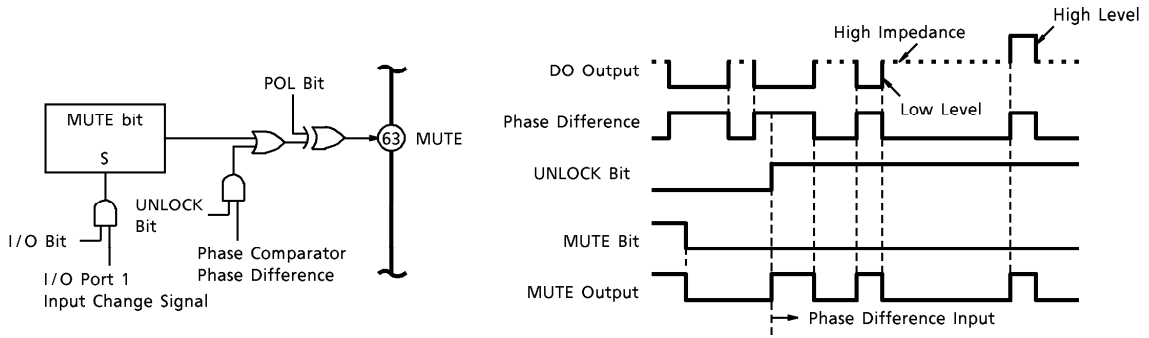 POL Bit
MUTE bit
S
63
MUTE
UNLOCK
Bit
I/O Bit
I/O Port 1
Input Change Signal
Phase Comparator
Phase Difference
High Level
High Impedance
DO Output
Low Level
Phase Difference
UNLOCK Bit
MUTE Bit
MUTE Output
Phase Difference Input